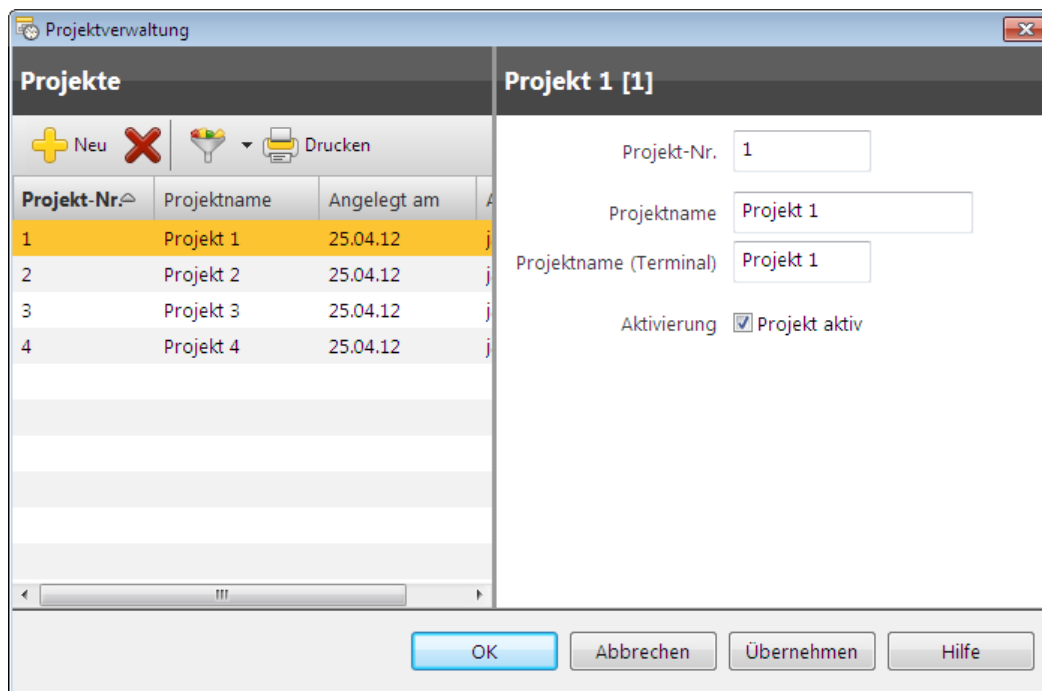 Projektverwaltung
Projekte
Neu Drucken
Projekt-Nr. Projektname Angelegt am
1 Projekt 1 25.04.12
2 Projekt 2 25.04.12
3 Projekt 3 25.04.12
4 Projekt 4 25.04.12
Projekt 1 [1]
Projekt-Nr. 1
Projektname Projekt 1
Projektname (Terminal) Projekt 1
Aktivierung Projekt aktiv
OK Abbrechen Übernehmen Hilfe